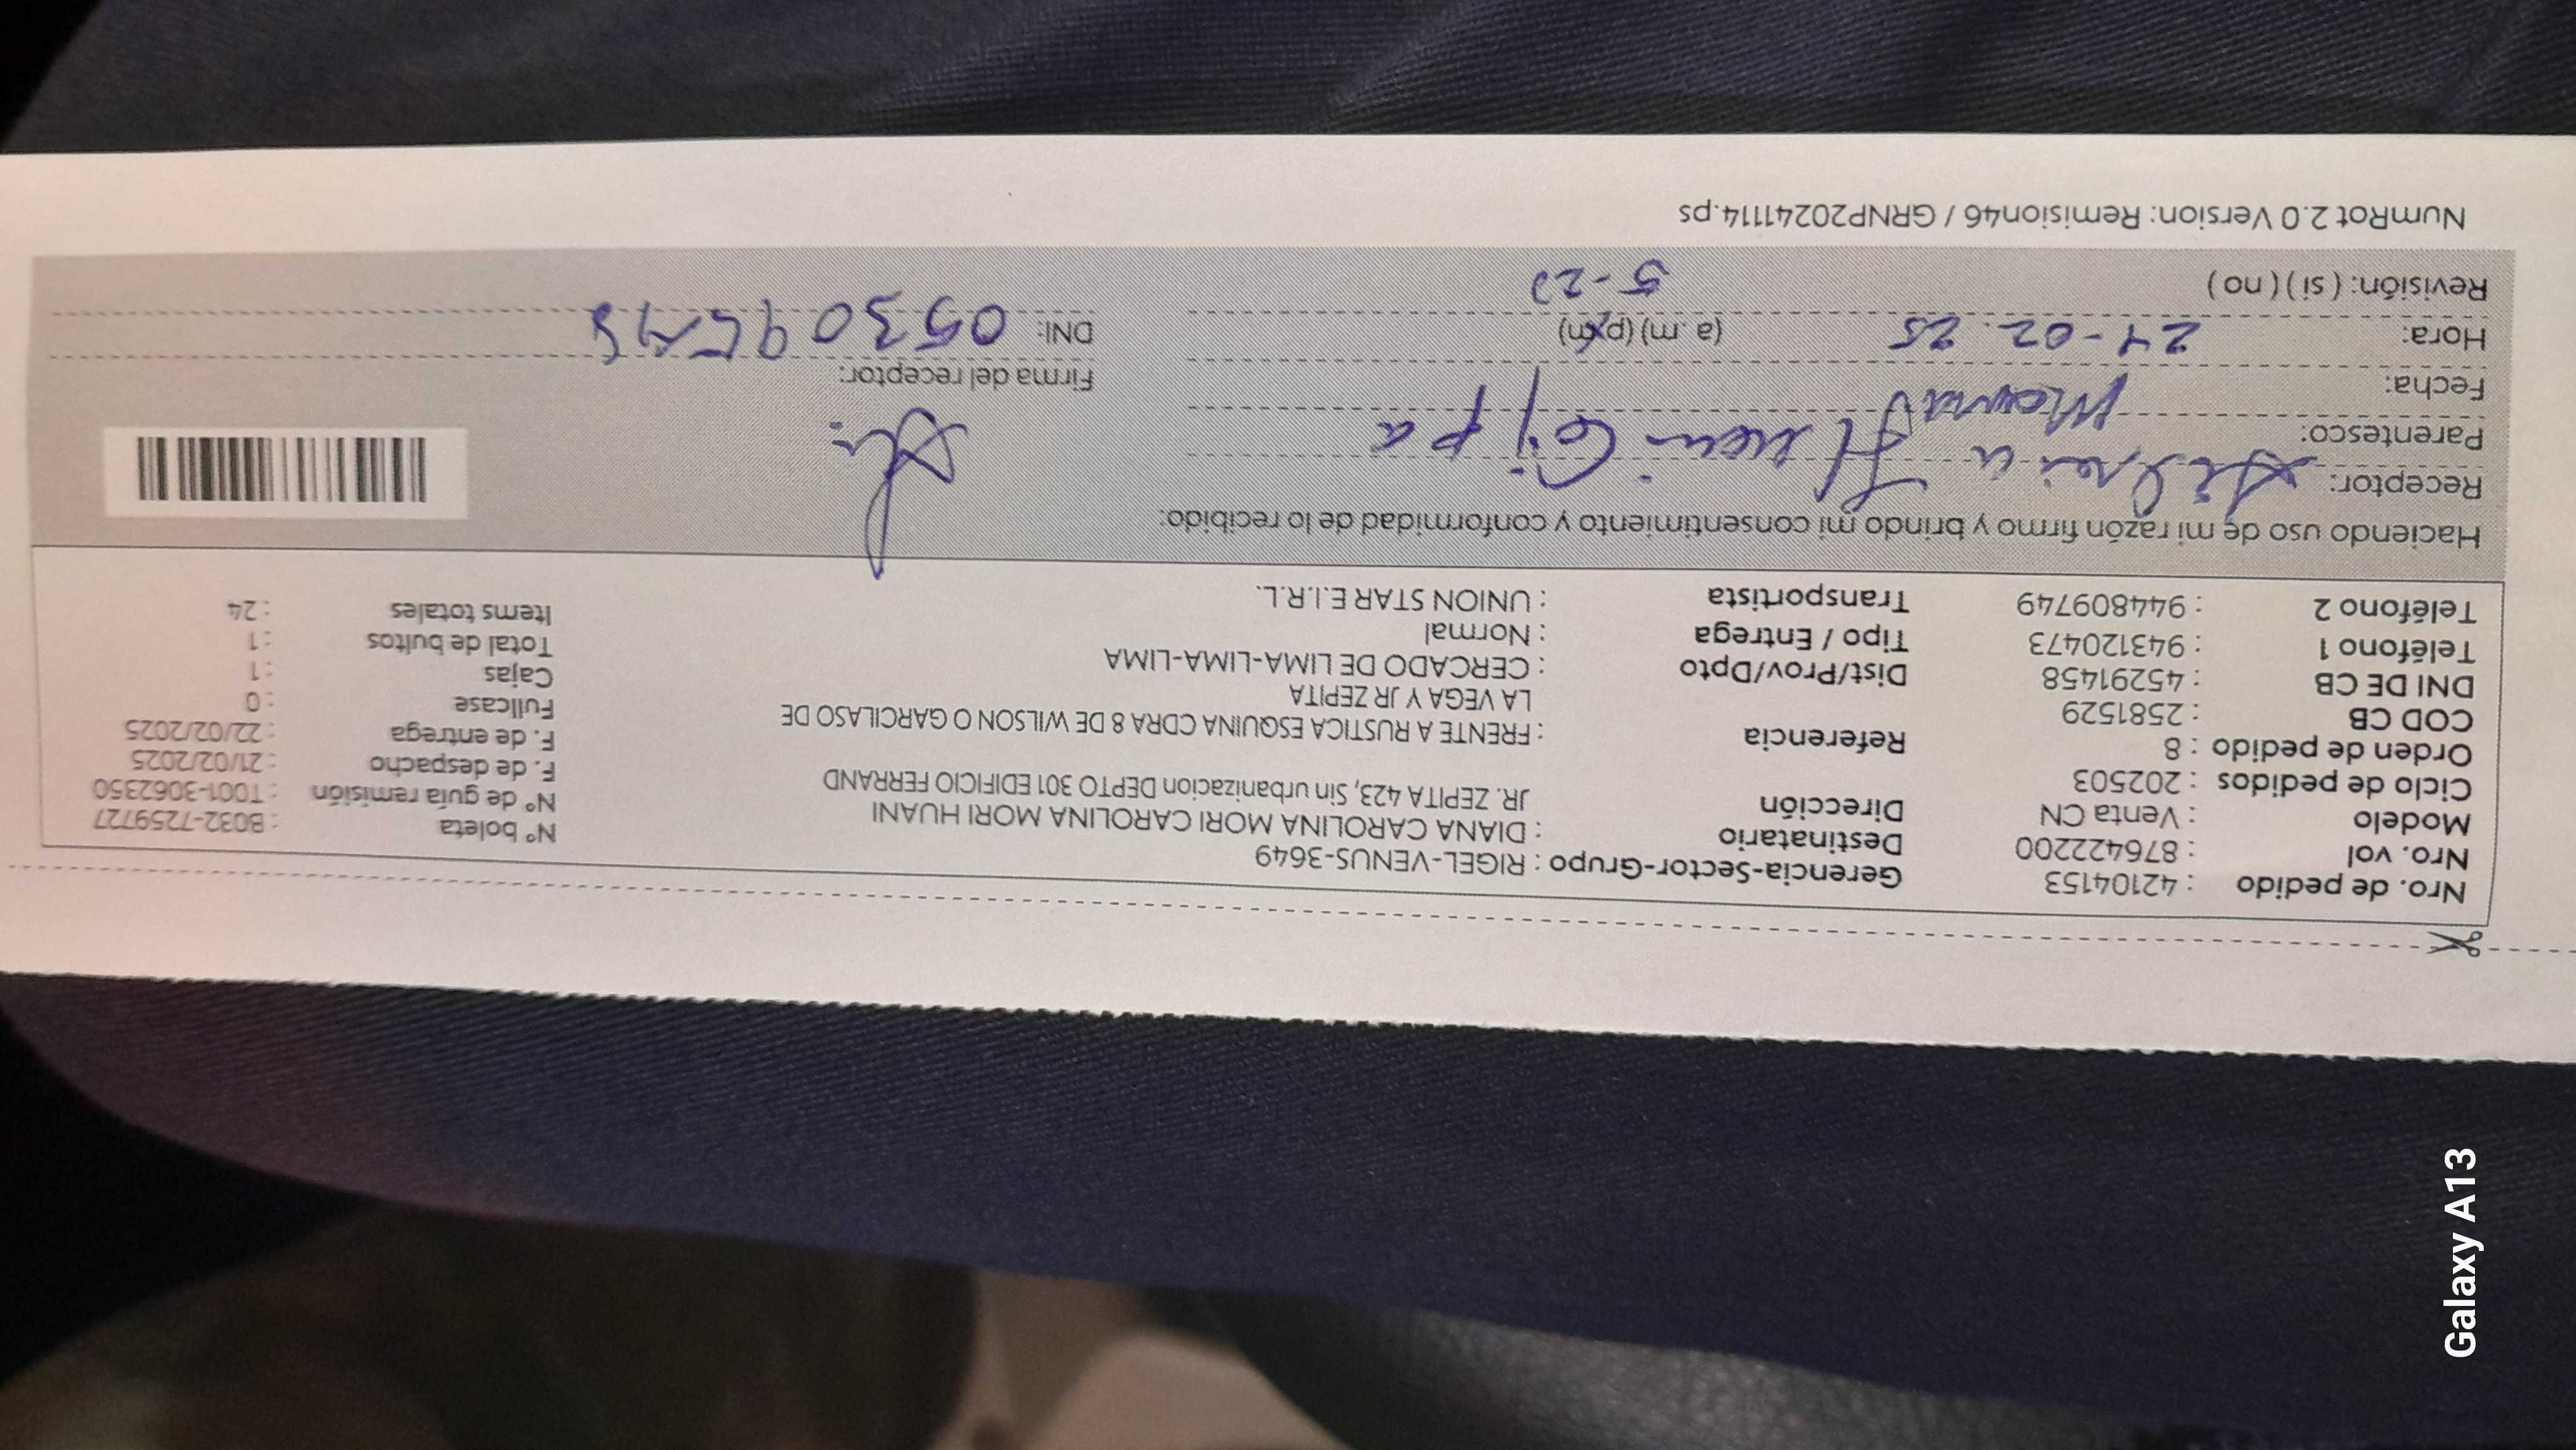 Nro. de pedido : 42104153
Nro. vol : 876422200
Modelo : Venta CN
Ciclo de pedidos : 202503
Orden de pedido : 8
COD CB : 2581529
DNI DE CB : 45291458
Teléfono 1 : 943120473
Teléfono 2 : 944809749
Gerencia-Sector-Grupo : RIGEL-VENUS-3649
Destinatario : DIANA CAROLINA MORI CAROLINA MORI HUANI
Dirección JR. ZEPITA 423, Sin urbanizacion DEPTO 301 EDIFICIO FERRAND
Referencia : FRENTE A RUSTICA ESQUINA CDRA 8 DE WILSON O GARCILASO DE
LA VEGA Y JR ZEPITA
Dist/Prov/Dpto : CERCADO DE LIMA-LIMA-LIMA
Tipo / Entrega : Normal
Transportista : UNION STAR E.I.R.L.
N° boleta : B032-7259727
N° de guía remisión : T001-3062350
F. de despacho : 21/02/2025
F. de entrega : 22/02/2025
Fullcase : 0
Cajas : 1
Total de bultos : 1
Items totales : 24
Haciendo uso de mi razón firmo y brindo mi consentimiento y conformidad de lo recibido:
Receptor:
Parentesco:
Fecha:
Hora: 24-02.25 (a.m) (p.m)
Revisión: ( si ) ( no )
Firma del receptor:
DNI:
NumRot 2.0 Version: Remision46 / GRNP20241114.ps
Galaxy A13